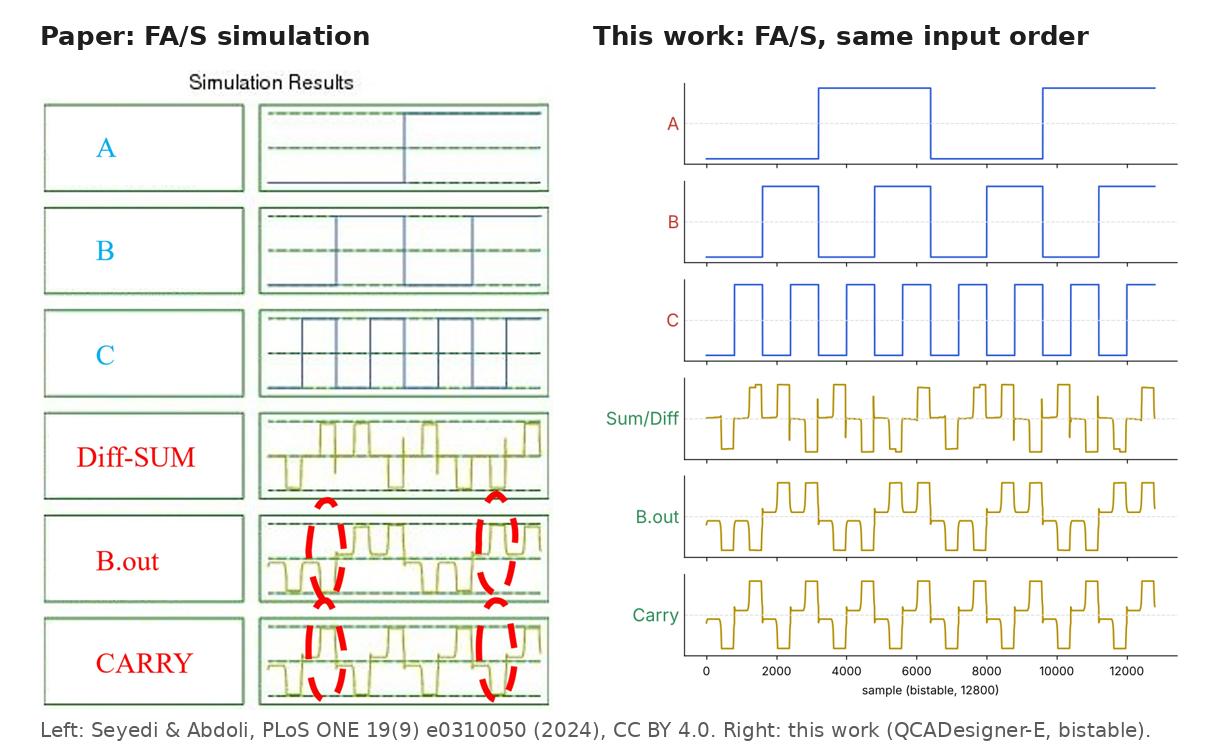 Paper: FA/S simulation
This work: FA/S, same input order
Simulation Results
A
B
C
Diff-SUM
B.out
CARRY
A
B
C
Sum/Diff
B.out
Carry
0 2000 4000 6000 8000 10000 12000
sample (bistable, 12800)
Left: Seyedi & Abdoli, PLoS ONE 19(9) e0310050 (2024), CC BY 4.0. Right: this work (QCADesigner-E, bistable).